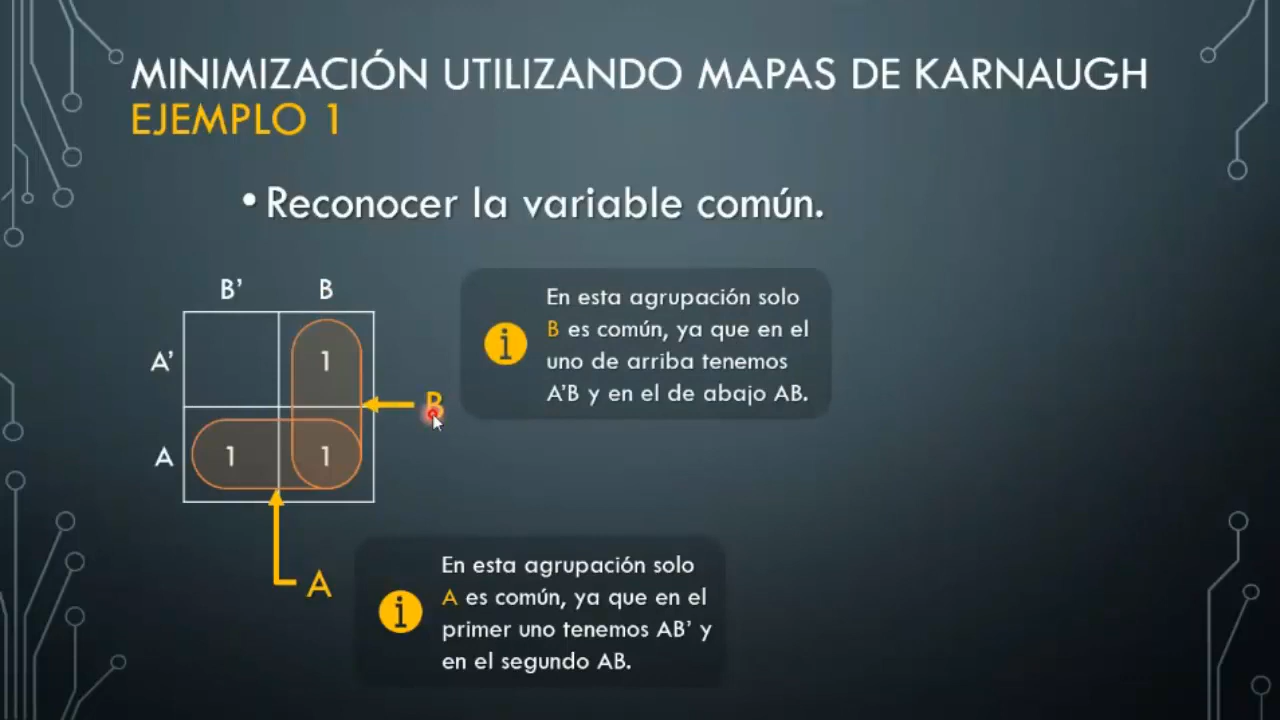 MINIMIZACIÓN UTILIZANDO MAPAS DE KARNAUGH
EJEMPLO 1
• Reconocer la variable común.
B' B
A' 1
B
A 1 1
A
En esta agrupación solo
B es común, ya que en el
uno de arriba tenemos
A'B y en el de abajo AB.
En esta agrupación solo
A es común, ya que en el
primer uno tenemos AB' y
en el segundo AB.